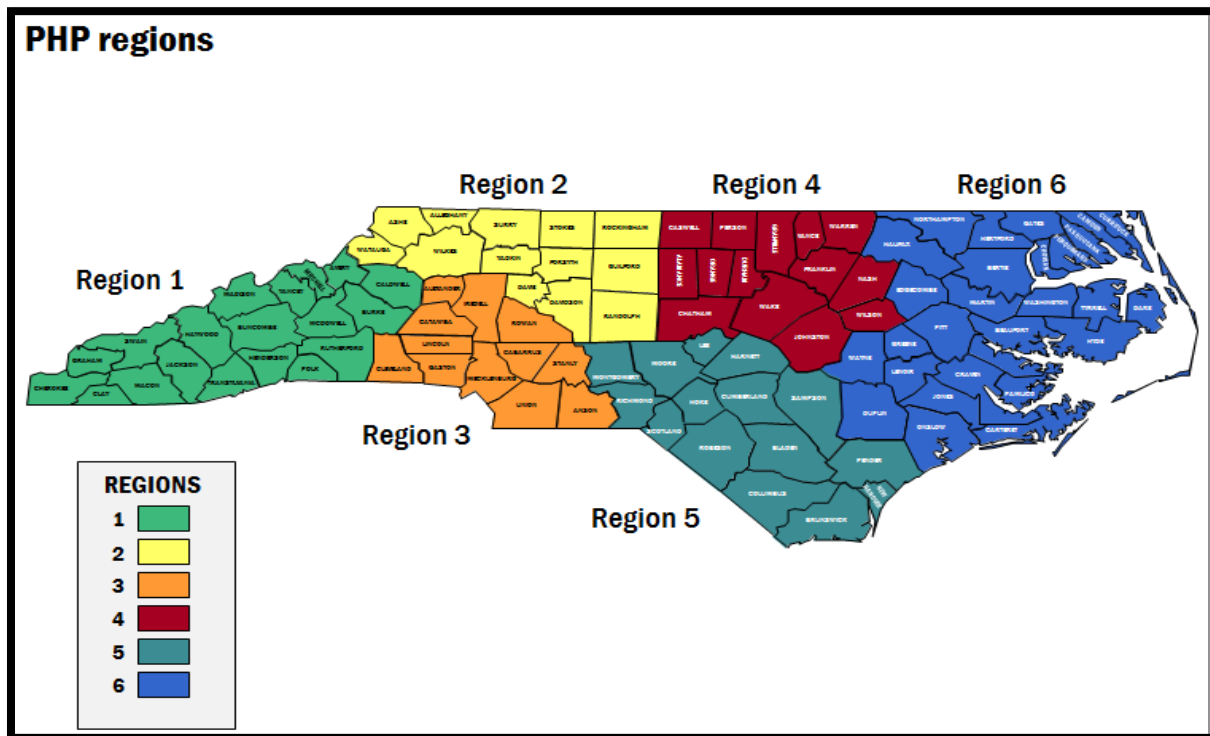 PHP regions
Region 2
Region 4
Region 6
Region 1
Region 3
Region 5
ASHE
ALLEGHANY
SURRY
STOKES
ROCKINGHAM
WATAUGA
WILKES
YADKIN
FORSYTH
GUILFORD
DAVIE
DAVIDSON
RANDOLPH
CASWELL
PERSON
VANCE
WARREN
FRANKLIN
NASH
WAKE
CHATHAM
WILSON
JOHNSTON
NORTHAMPTON
GATES
HALIFAX
HERTFORD
BERTIE
EDGECOMBE
MARTIN
WASHINGTON
TYRRELL
DARE
PITT
BEAUFORT
HYDE
WAYNE
GREENE
LENOIR
CRAVEN
PAMLICO
JONES
DUPLIN
ONSLOW
CARTERET
AVERY
MADISON
YANCEY
CALDWELL
BURKE
HAYWOOD
BUNCOMBE
MCDOWELL
SWAIN
RUTHERFORD
GRAHAM
JACKSON
HENDERSON
POLK
CHEROKEE
MACON
TRANSYLVANIA
CLAY
ALEXANDER
IREDELL
CATAWBA
ROWAN
LINCOLN
CABARRUS
STANLY
CLEVELAND
GASTON
MECKLENBURG
UNION
ANSON
LEE
MOORE
HARNETT
MONTGOMERY
RICHMOND
HOKE
CUMBERLAND
SAMPSON
SCOTLAND
ROBESON
BLADEN
PENDER
COLUMBUS
BRUNSWICK
REGIONS
1
2
3
4
5
6